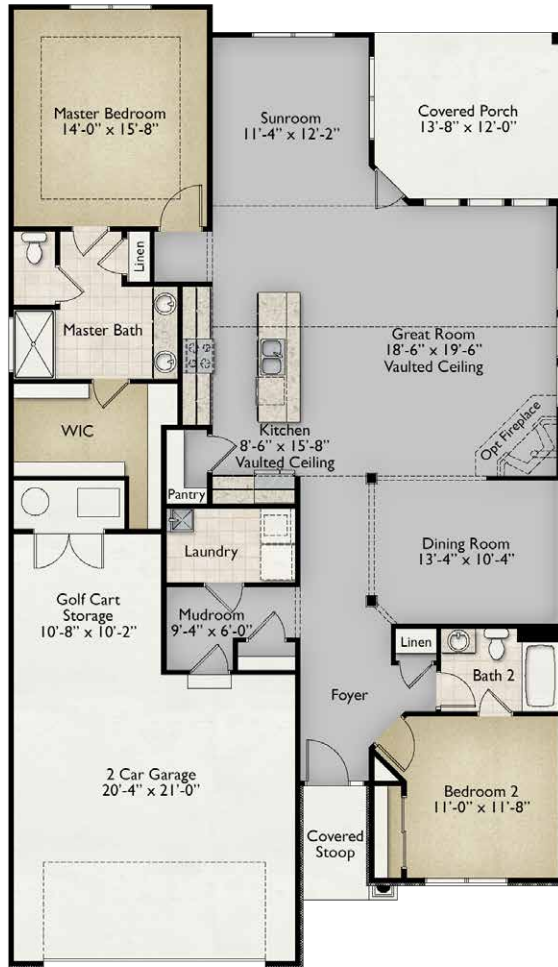 Master Bedroom
14'-0” x 15'-8”
Sunroom
11'-4” x 12'-2”
Covered Porch
13'-8” x 12'-0”
Linen
Master Bath
Great Room
18'-6” x 19'-6”
Vaulted Ceiling
WIC
Kitchen
8'-6” x 15'-8”
Vaulted Ceiling
Opt Fireplace
Pantry
Laundry
Dining Room
13'-4” x 10'-4”
Golf Cart
Storage
10'-8” x 10'-2”
Mudroom
9'-4” x 6'-0”
Linen
Bath 2
Foyer
2 Car Garage
20'-4” x 21'-0”
Bedroom 2
11'-0” x 11'-8”
Covered
Stoop